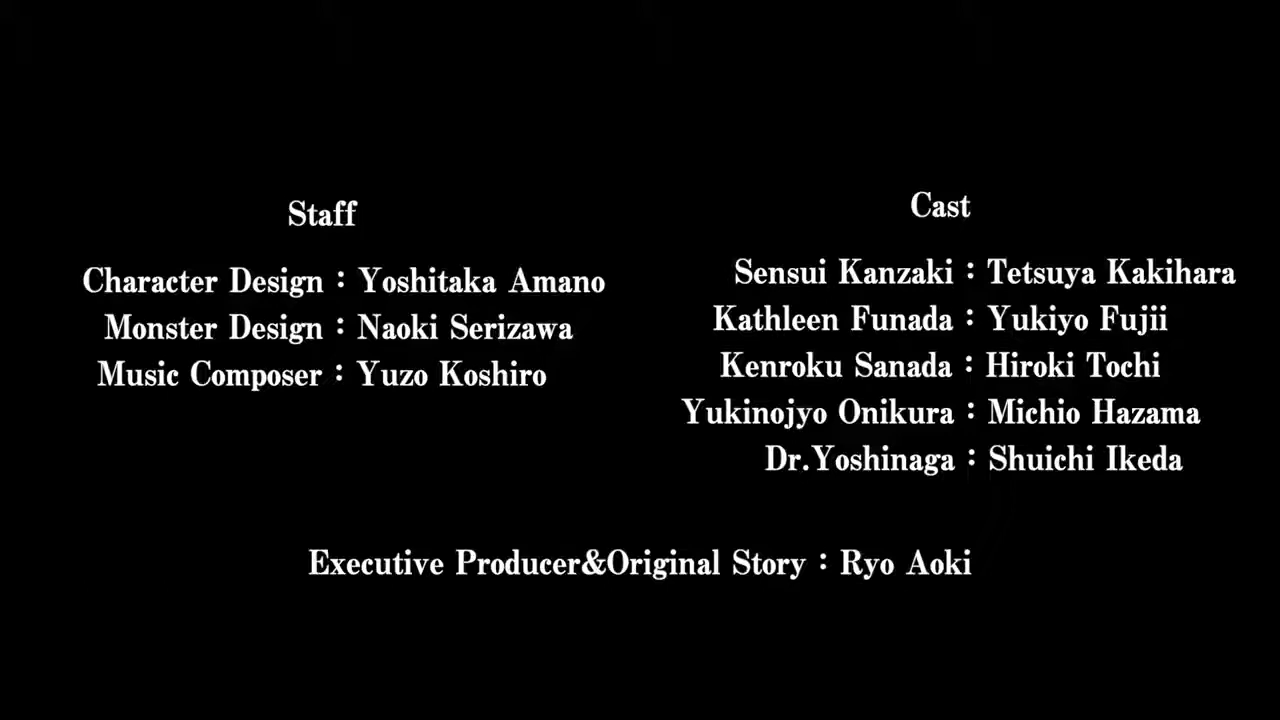 Staff
Character Design：Yoshitaka Amano
Monster Design：Naoki Serizawa
Music Composer：Yuzo Koshiro
Cast
Sensui Kanzaki：Tetsuya Kakihara
Kathleen Funada：Yukiyo Fujii
Kenroku Sanada：Hiroki Tochi
Yukinojyo Onikura：Michio Hazama
Dr.Yoshinaga：Shuichi Ikeda
Executive Producer&Original Story：Ryo Aoki